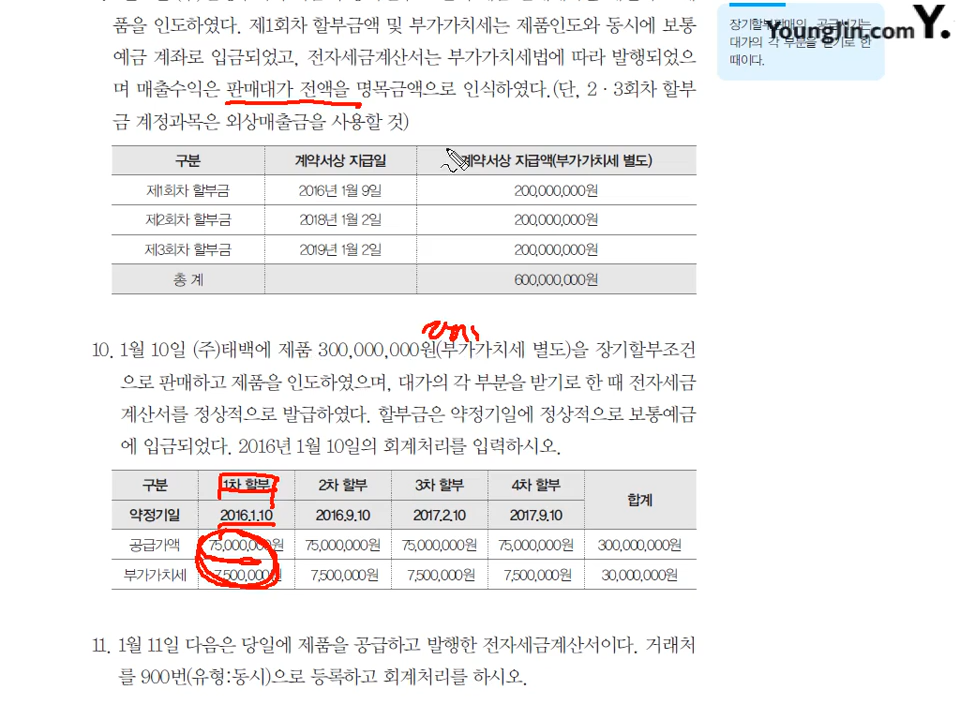 품을 인도하였다. 제1회차 할부금액 및 부가가치세는 제품인도와 동시에 보통
예금 계좌로 입금되었고, 전자세금계산서는 부가가치세법에 따라 발행되었으
며 매출수익은 판매대가 전액을 명목금액으로 인식하였다.(단, 2·3회차 할부
금 계정과목은 외상매출금을 사용할 것)
장기할부판매의 공급시기는
대가의 각 부분을 받기로 한
때이다.
YoungJin.com Y.
구분 계약서상 지급일 계약서상 지급액(부가가치세 별도)
제1회차 할부금 2016년 1월 9일 200,000,000원
제2회차 할부금 2018년 1월 2일 200,000,000원
제3회차 할부금 2019년 1월 2일 200,000,000원
총 계 600,000,000원
10. 1월 10일 (주)태백에 제품 300,000,000원(부가가치세 별도)을 장기할부조건
으로 판매하고 제품을 인도하였으며, 대가의 각 부분을 받기로 한 때 전자세금
계산서를 정상적으로 발급하였다. 할부금은 약정기일에 정상적으로 보통예금
에 입금되었다. 2016년 1월 10일의 회계처리를 입력하시오.
구분 1차 할부 2차 할부 3차 할부 4차 할부 합계
약정기일 2016.1.10 2016.9.10 2017.2.10 2017.9.10
공급가액 75,000,000원 75,000,000원 75,000,000원 75,000,000원 300,000,000원
부가가치세 7,500,000원 7,500,000원 7,500,000원 7,500,000원 30,000,000원
11. 1월 11일 다음은 당일에 제품을 공급하고 발행한 전자세금계산서이다. 거래처
를 900번(유형:동시)으로 등록하고 회계처리를 하시오.